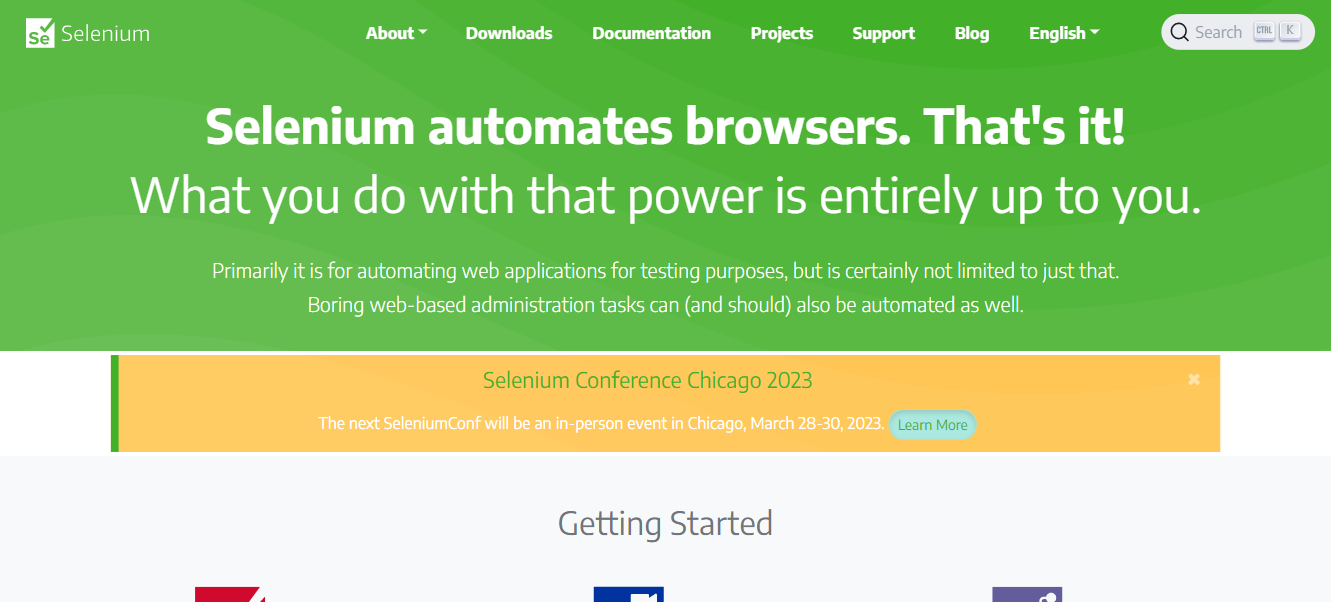 Se Selenium
About
Downloads
Documentation
Projects
Support
Blog
English
Search CTRL K
Selenium automates browsers. That's it!
What you do with that power is entirely up to you.
Primarily it is for automating web applications for testing purposes, but is certainly not limited to just that.
Boring web-based administration tasks can (and should) also be automated as well.
Selenium Conference Chicago 2023
The next SeleniumConf will be an in-person event in Chicago, March 28-30, 2023. Learn More
Getting Started